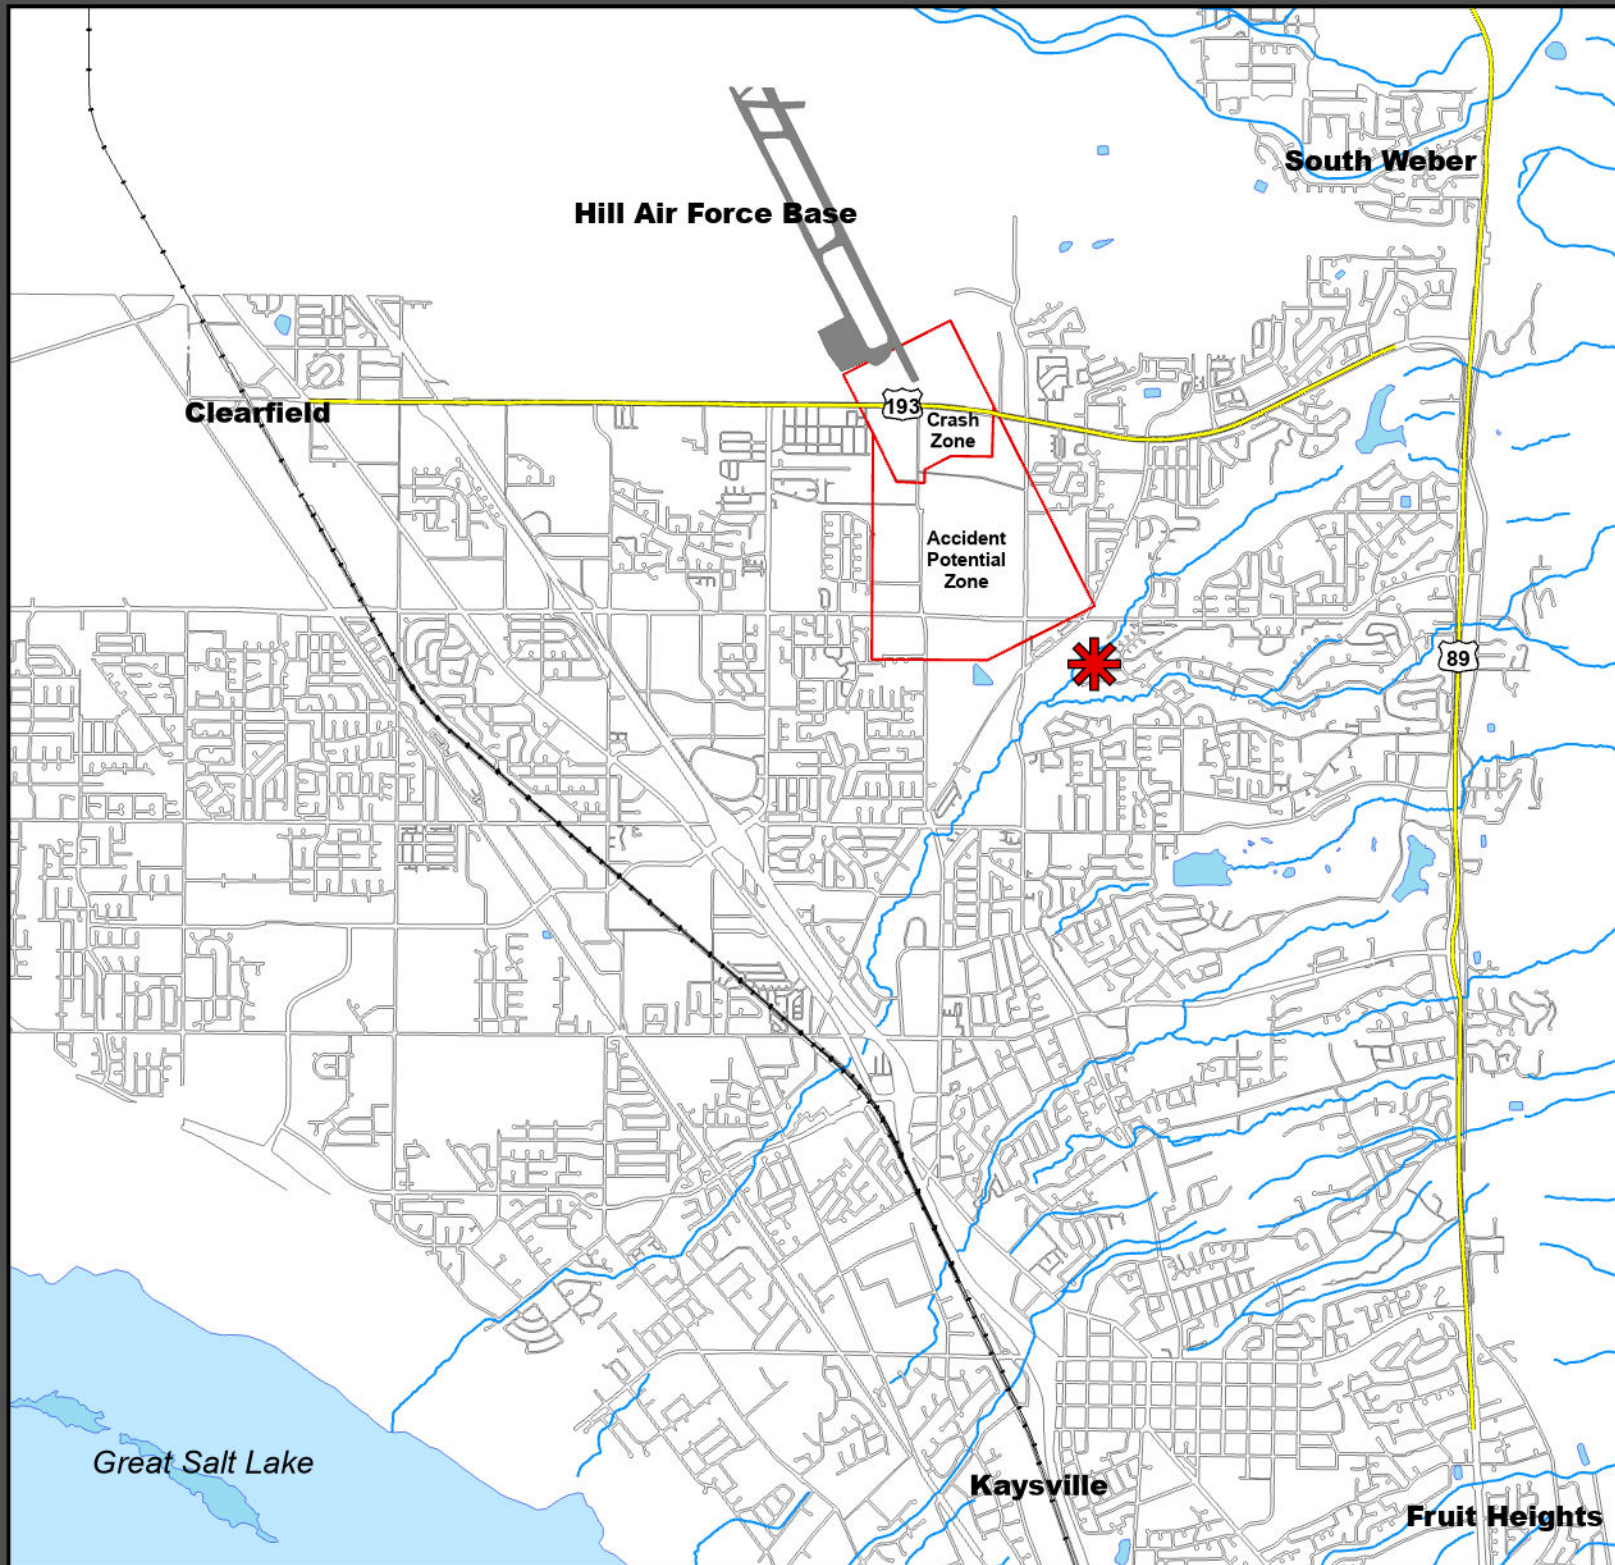 South Weber
Hill Air Force Base
193
Clearfield
Crash
Zone
Accident
Potential
Zone
89
Great Salt Lake
Kaysville
Fruit Heights